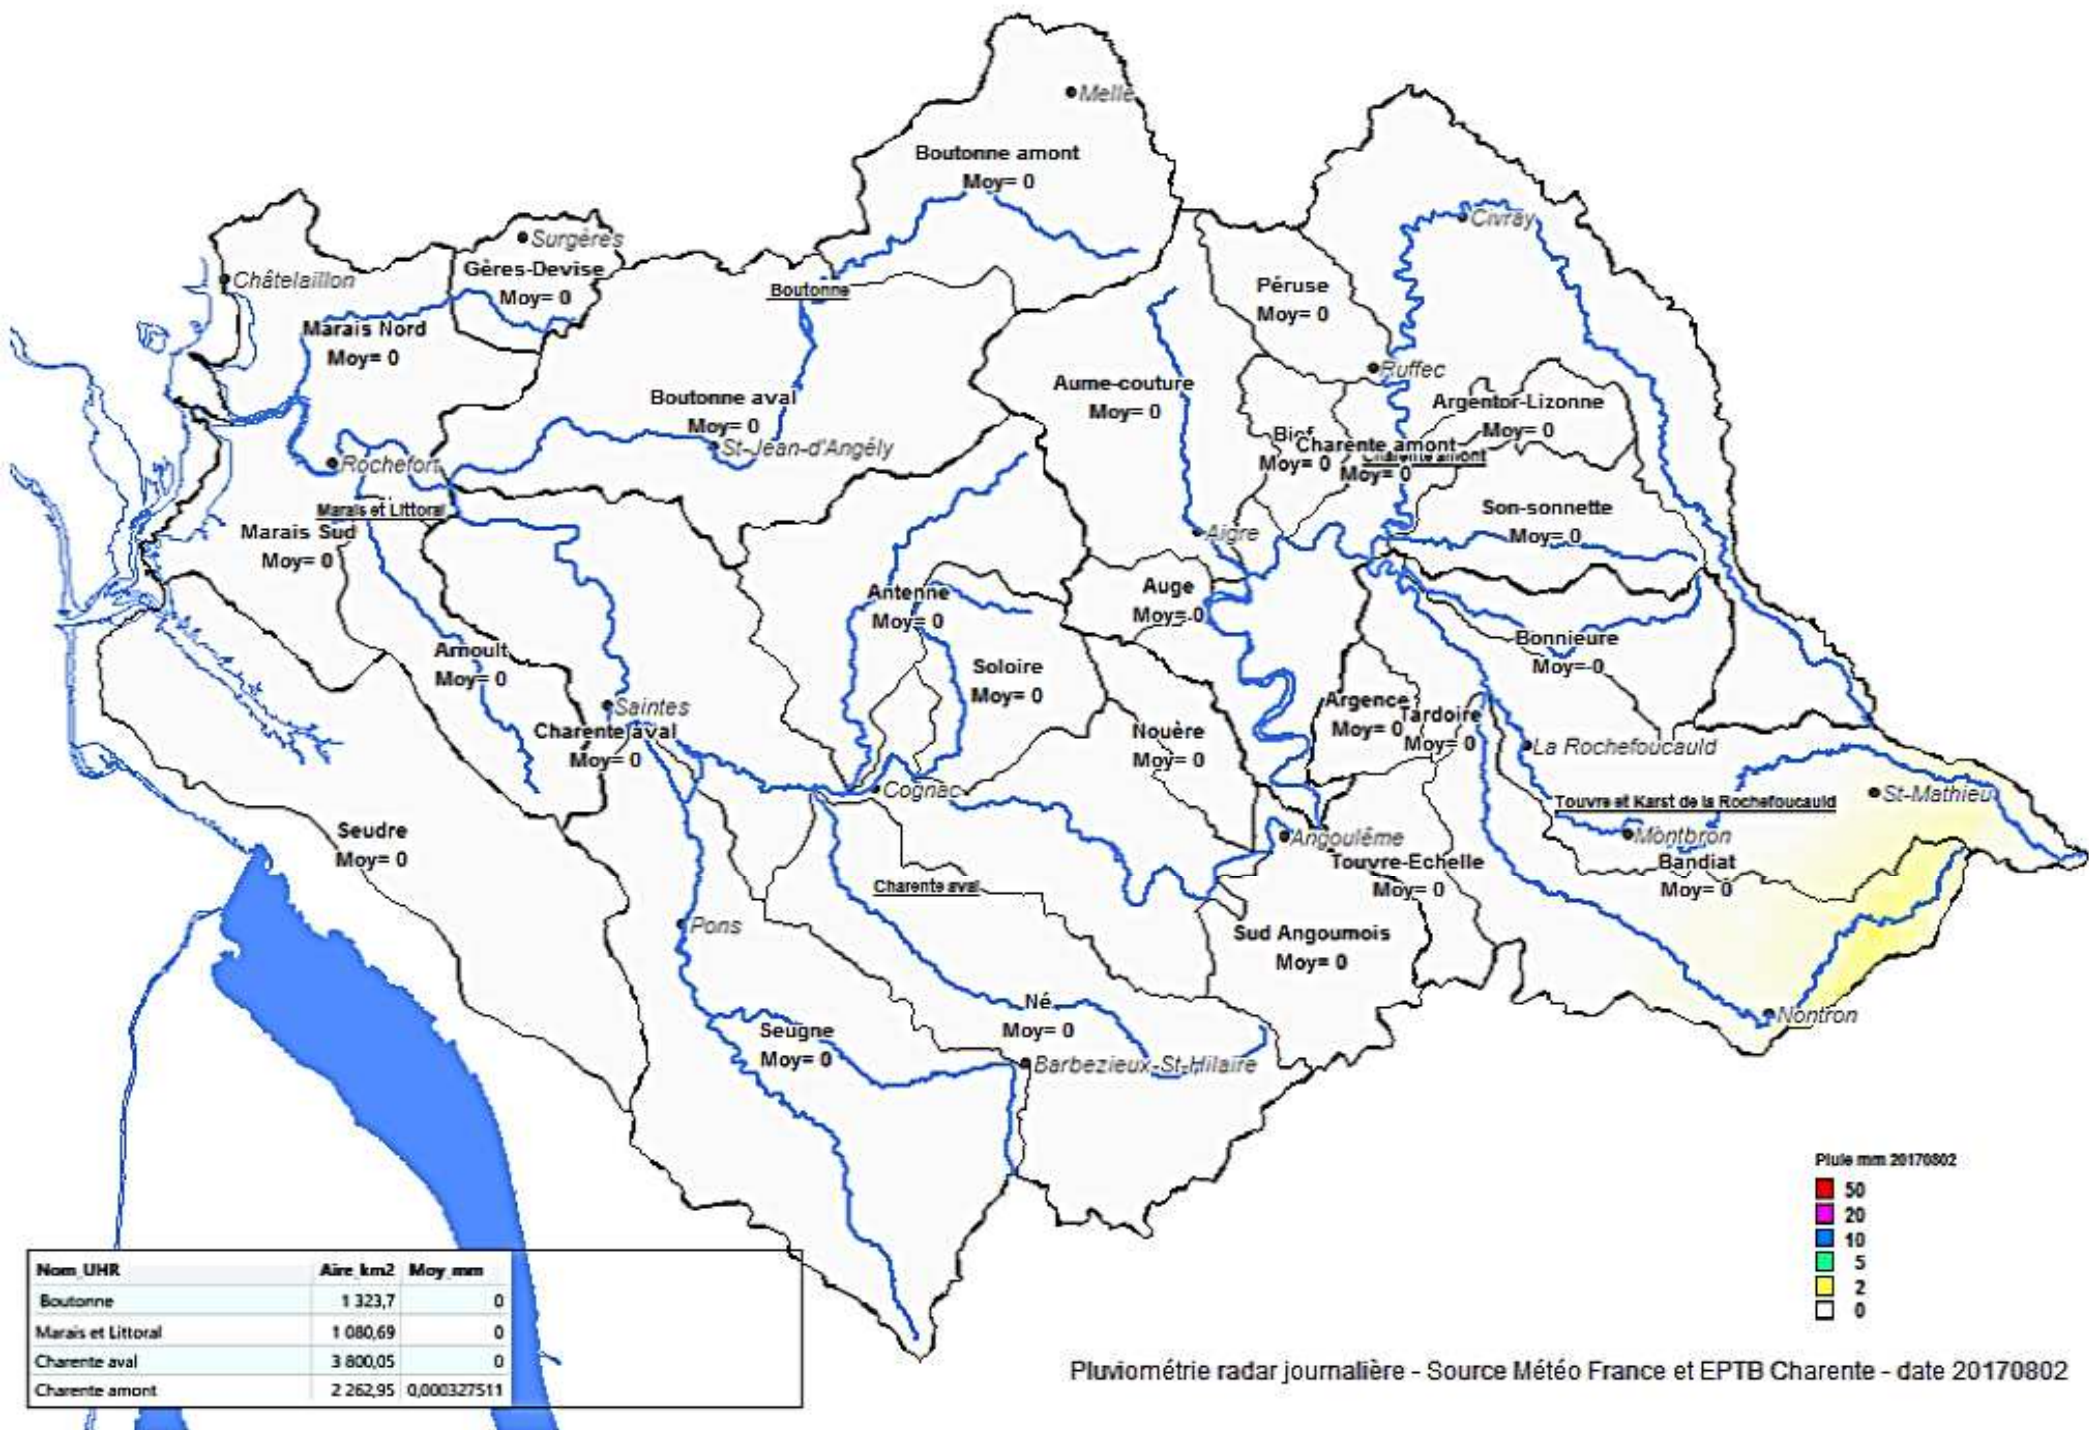 Melle
Boutonne amont
Moy= 0
Civray
Surgères
Gères-Devise
Moy= 0
Châtelaillon
Boutonne
Péruse
Moy= 0
Marais Nord
Moy= 0
Ruffec
Aume-couture
Moy= 0
Boutonne aval
Moy= 0
Argentor-Lizonne
Moy= 0
St-Jean-d'Angély
Bief
Moy= 0
Charente amont
Charente amont
Moy= 0
Rochefort
Marais et Littoral
Son-sonnette
Moy= 0
Marais Sud
Moy= 0
Aigre
Antenne
Moy= 0
Auge
Moy= 0
Bonnieure
Moy= 0
Arnoult
Moy= 0
Soloire
Moy= 0
Saintes
Charente aval
Moy= 0
Nouère
Moy= 0
Argence
Moy= 0
Tardoire
Moy= 0
La Rochefoucauld
Cognac
Touvre et Karst de la Rochefoucauld
St-Mathieu
Seudre
Moy= 0
Angoulême
Montbron
Touvre-Echelle
Moy= 0
Bandiat
Moy= 0
Charente aval
Pons
Sud Angoumois
Moy= 0
Né
Moy= 0
Nontron
Seugne
Moy= 0
Barbezieux-St-Hilaire
Pluie mm 20170802
50
20
10
5
2
0
Nom_UHR Aire_km2 Moy_mm
Boutonne 1 323,7 0
Marais et Littoral 1 080,69 0
Charente aval 3 800,05 0
Charente amont 2 262,95 0,000327511
Pluviométrie radar journalière - Source Météo France et EPTB Charente - date 20170802